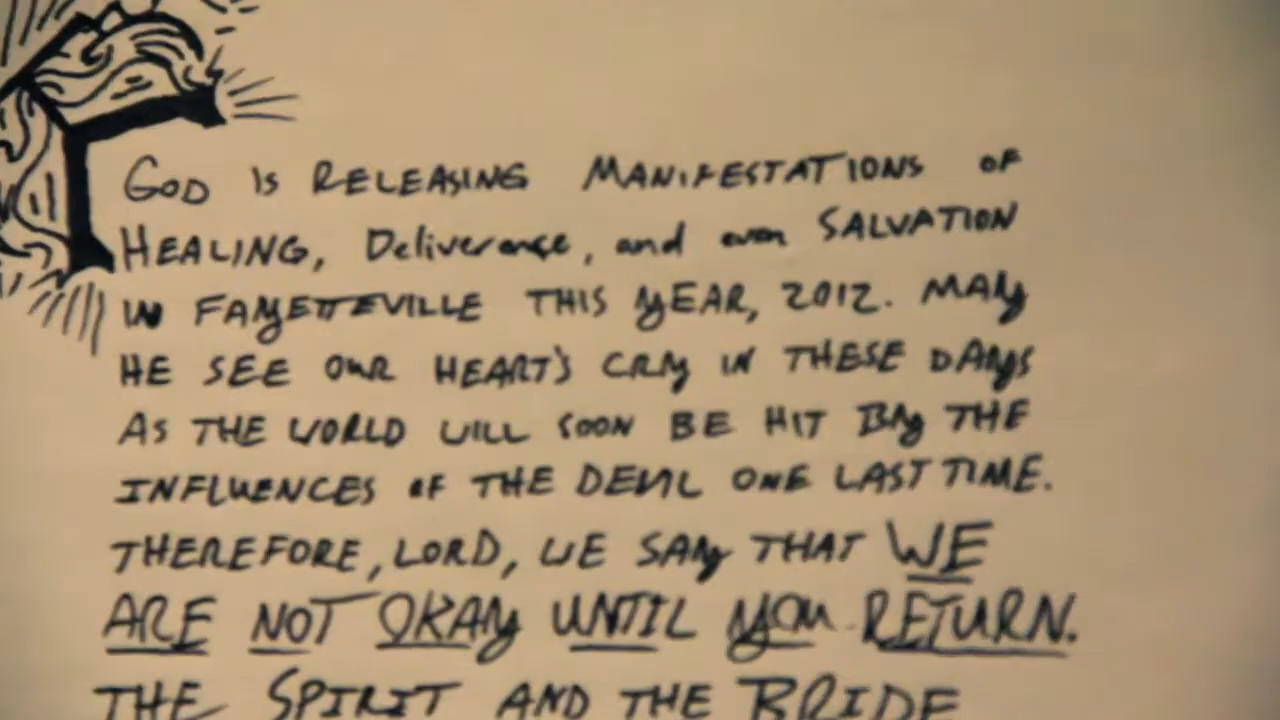 GOD IS RELEASING MANIFESTATIONS OF
HEALING, Deliverance, and even SALVATION
IN FAYETTEVILLE THIS YEAR, 2012. MAY
HE SEE OUR HEART'S CRY IN THESE DAYS
AS THE WORLD WILL SOON BE HIT BY THE
INFLUENCES OF THE DEVIL ONE LAST TIME.
THEREFORE, LORD, WE SAY THAT WE
ARE NOT OKAY UNTIL YOU RETURN.
THE SPIRIT AND THE BRIDE